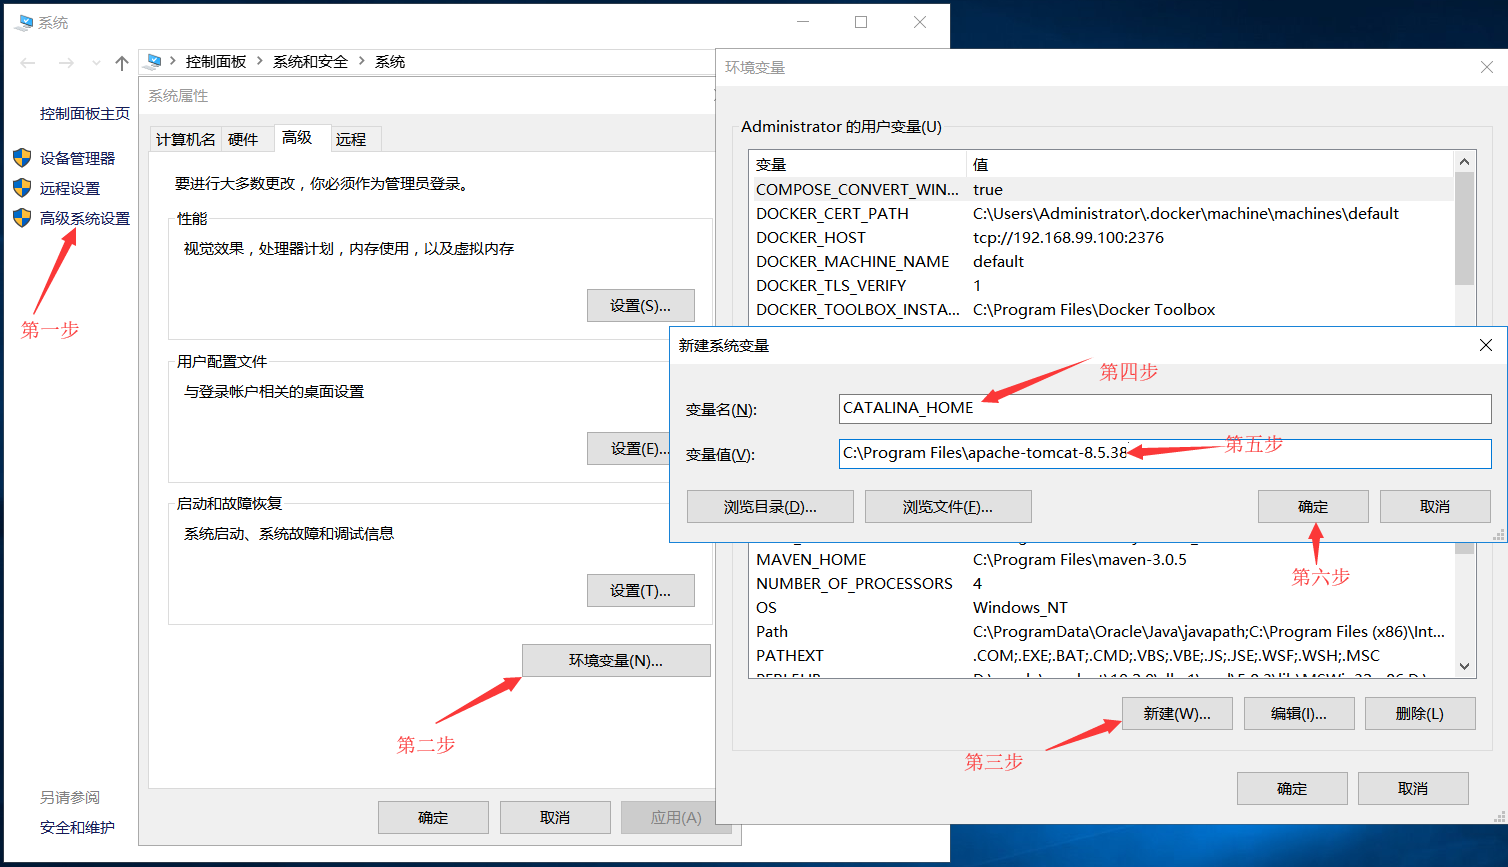 系统
控制面板 系统和安全 系统
控制面板主页
设备管理器
远程设置
高级系统设置
第一步
另请参阅
安全和维护
系统属性
计算机名 硬件 高级 远程
要进行大多数更改，你必须作为管理员登录。
性能
视觉效果，处理器计划，内存使用，以及虚拟内存
设置(S)...
用户配置文件
与登录帐户相关的桌面设置
设置(E)...
启动和故障恢复
系统启动、系统故障和调试信息
设置(T)...
环境变量(N)...
第二步
确定 取消 应用(A)
环境变量
Administrator 的用户变量(U)
变量 值
COMPOSE_CONVERT_WIN... true
DOCKER_CERT_PATH C:\Users\Administrator\.docker\machine\machines\default
DOCKER_HOST tcp://192.168.99.100:2376
DOCKER_MACHINE_NAME default
DOCKER_TLS_VERIFY 1
DOCKER_TOOLBOX_INSTA... C:\Program Files\Docker Toolbox
新建系统变量
第四步
变量名(N): CATALINA_HOME
变量值(V): C:\Program Files\apache-tomcat-8.5.38
第五步
浏览目录(D)... 浏览文件(F)... 确定 取消
第六步
MAVEN_HOME C:\Program Files\maven-3.0.5
NUMBER_OF_PROCESSORS 4
OS Windows_NT
Path C:\ProgramData\Oracle\Java\javapath;C:\Program Files (x86)\Int...
PATHEXT .COM;.EXE;.BAT;.CMD;.VBS;.VBE;.JS;.JSE;.WSF;.WSH;.MSC
新建(W)... 编辑(I)... 删除(L)
第三步
确定 取消